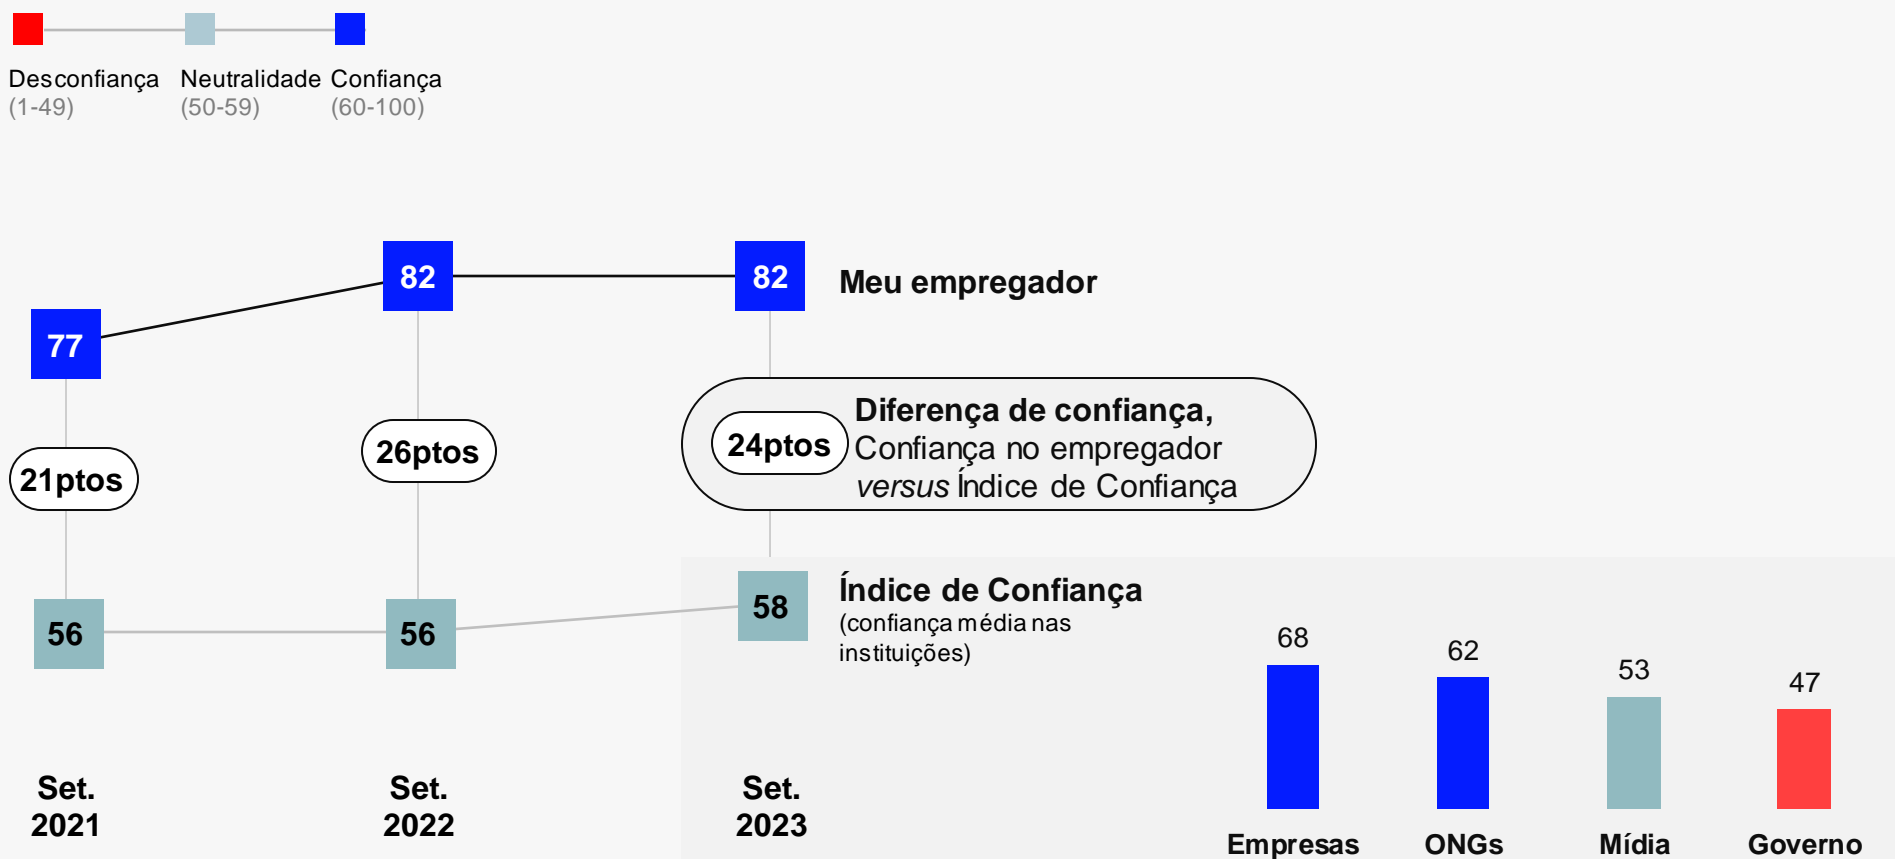 Desconfiança
(1-49)
Neutralidade
(50-59)
Confiança
(60-100)
77
82
82
Meu empregador
21ptos
26ptos
24ptos
Diferença de confiança,
Confiança no empregador
versus Índice de Confiança
56
56
58
Índice de Confiança
(confiança média nas
instituições)
68
62
53
47
Set.
2021
Set.
2022
Set.
2023
Empresas
ONGs
Mídia
Governo